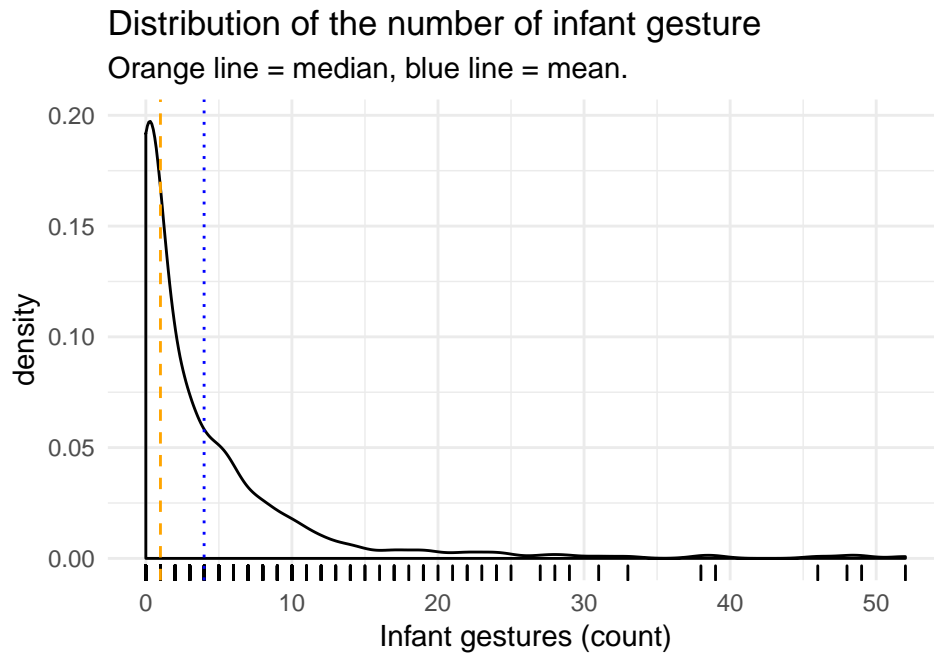 Distribution of the number of infant gesture
Orange line = median, blue line = mean.
0.20
0.15
0.10
0.05
0.00
density
0 10 20 30 40 50
Infant gestures (count)